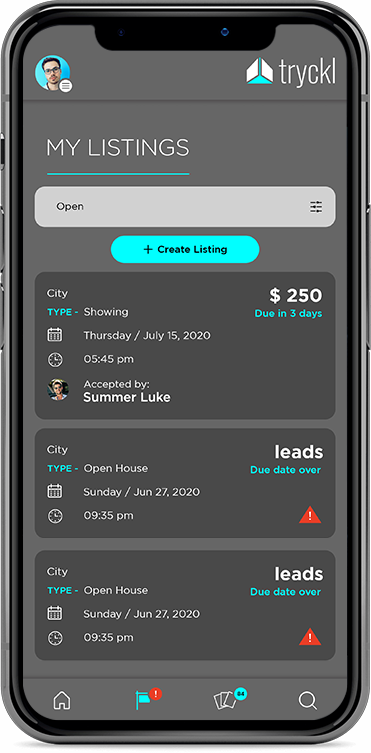 tryckl
MY LISTINGS
Open
+ Create Listing
City
$ 250
TYPE - Showing
Due in 3 days
Thursday / July 15, 2020
05:45 pm
Accepted by:
Summer Luke
City
leads
TYPE - Open House
Due date over
Sunday / Jun 27, 2020
09:35 pm
!
City
leads
TYPE - Open House
Due date over
Sunday / Jun 27, 2020
09:35 pm
!
! 84